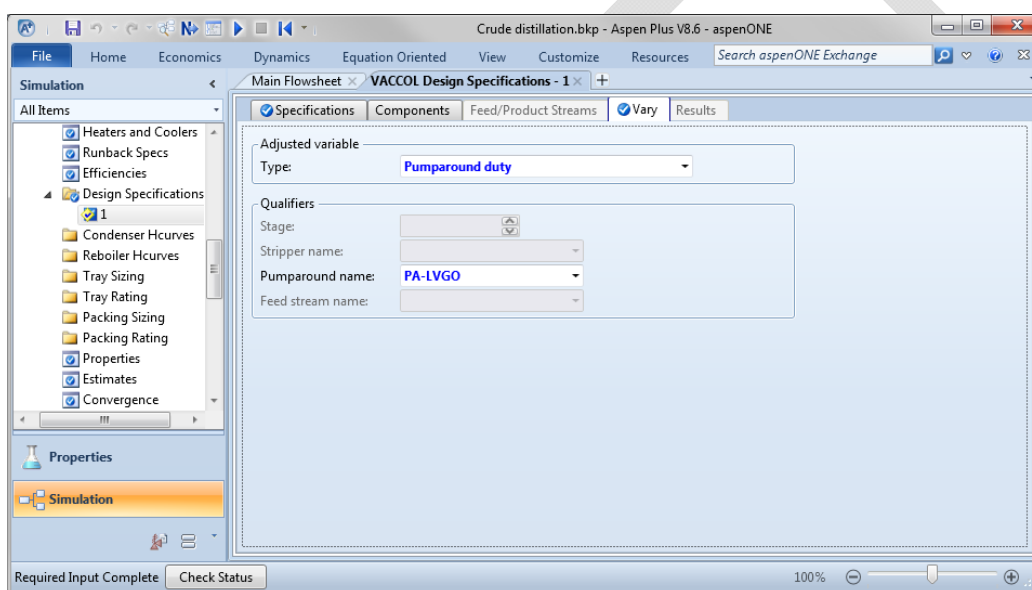 Crude distillation.bkp - Aspen Plus V8.6 - aspenONE
File Home Economics Dynamics Equation Oriented View Customize Resources Search aspenONE Exchange
Simulation
All Items
Heaters and Coolers
Runback Specs
Efficiencies
Design Specifications
1
Condenser Hcurves
Reboiler Hcurves
Tray Sizing
Tray Rating
Packing Sizing
Packing Rating
Properties
Estimates
Convergence
Properties
Simulation
Main Flowsheet VACCOL Design Specifications - 1
Specifications Components Feed/Product Streams Vary Results
Adjusted variable
Type: Pumparound duty
Qualifiers
Stage:
Stripper name:
Pumparound name: PA-LVGO
Feed stream name:
Required Input Complete Check Status 100%